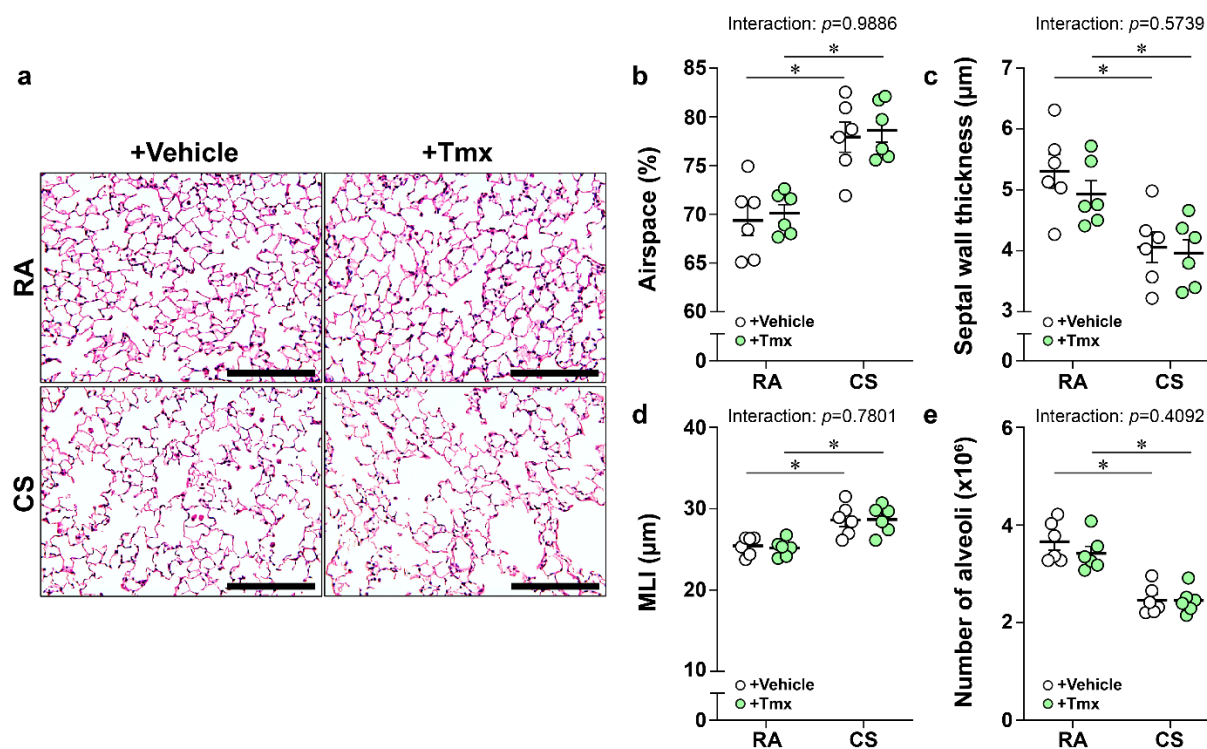 a
+Vehicle
+Tmx
RA
CS
b
Interaction: p=0.9886
*
*
Airspace (%)
85
80
75
70
65
60
0
+Vehicle
+Tmx
RA
CS
c
Interaction: p=0.5739
*
*
Septal wall thickness (µm)
7
6
5
4
3
0
+Vehicle
+Tmx
RA
CS
d
Interaction: p=0.7801
*
*
MLI (µm)
40
30
20
10
0
+Vehicle
+Tmx
RA
CS
e
Interaction: p=0.4092
*
*
Number of alveoli (x10⁶)
6
4
2
0
+Vehicle
+Tmx
RA
CS